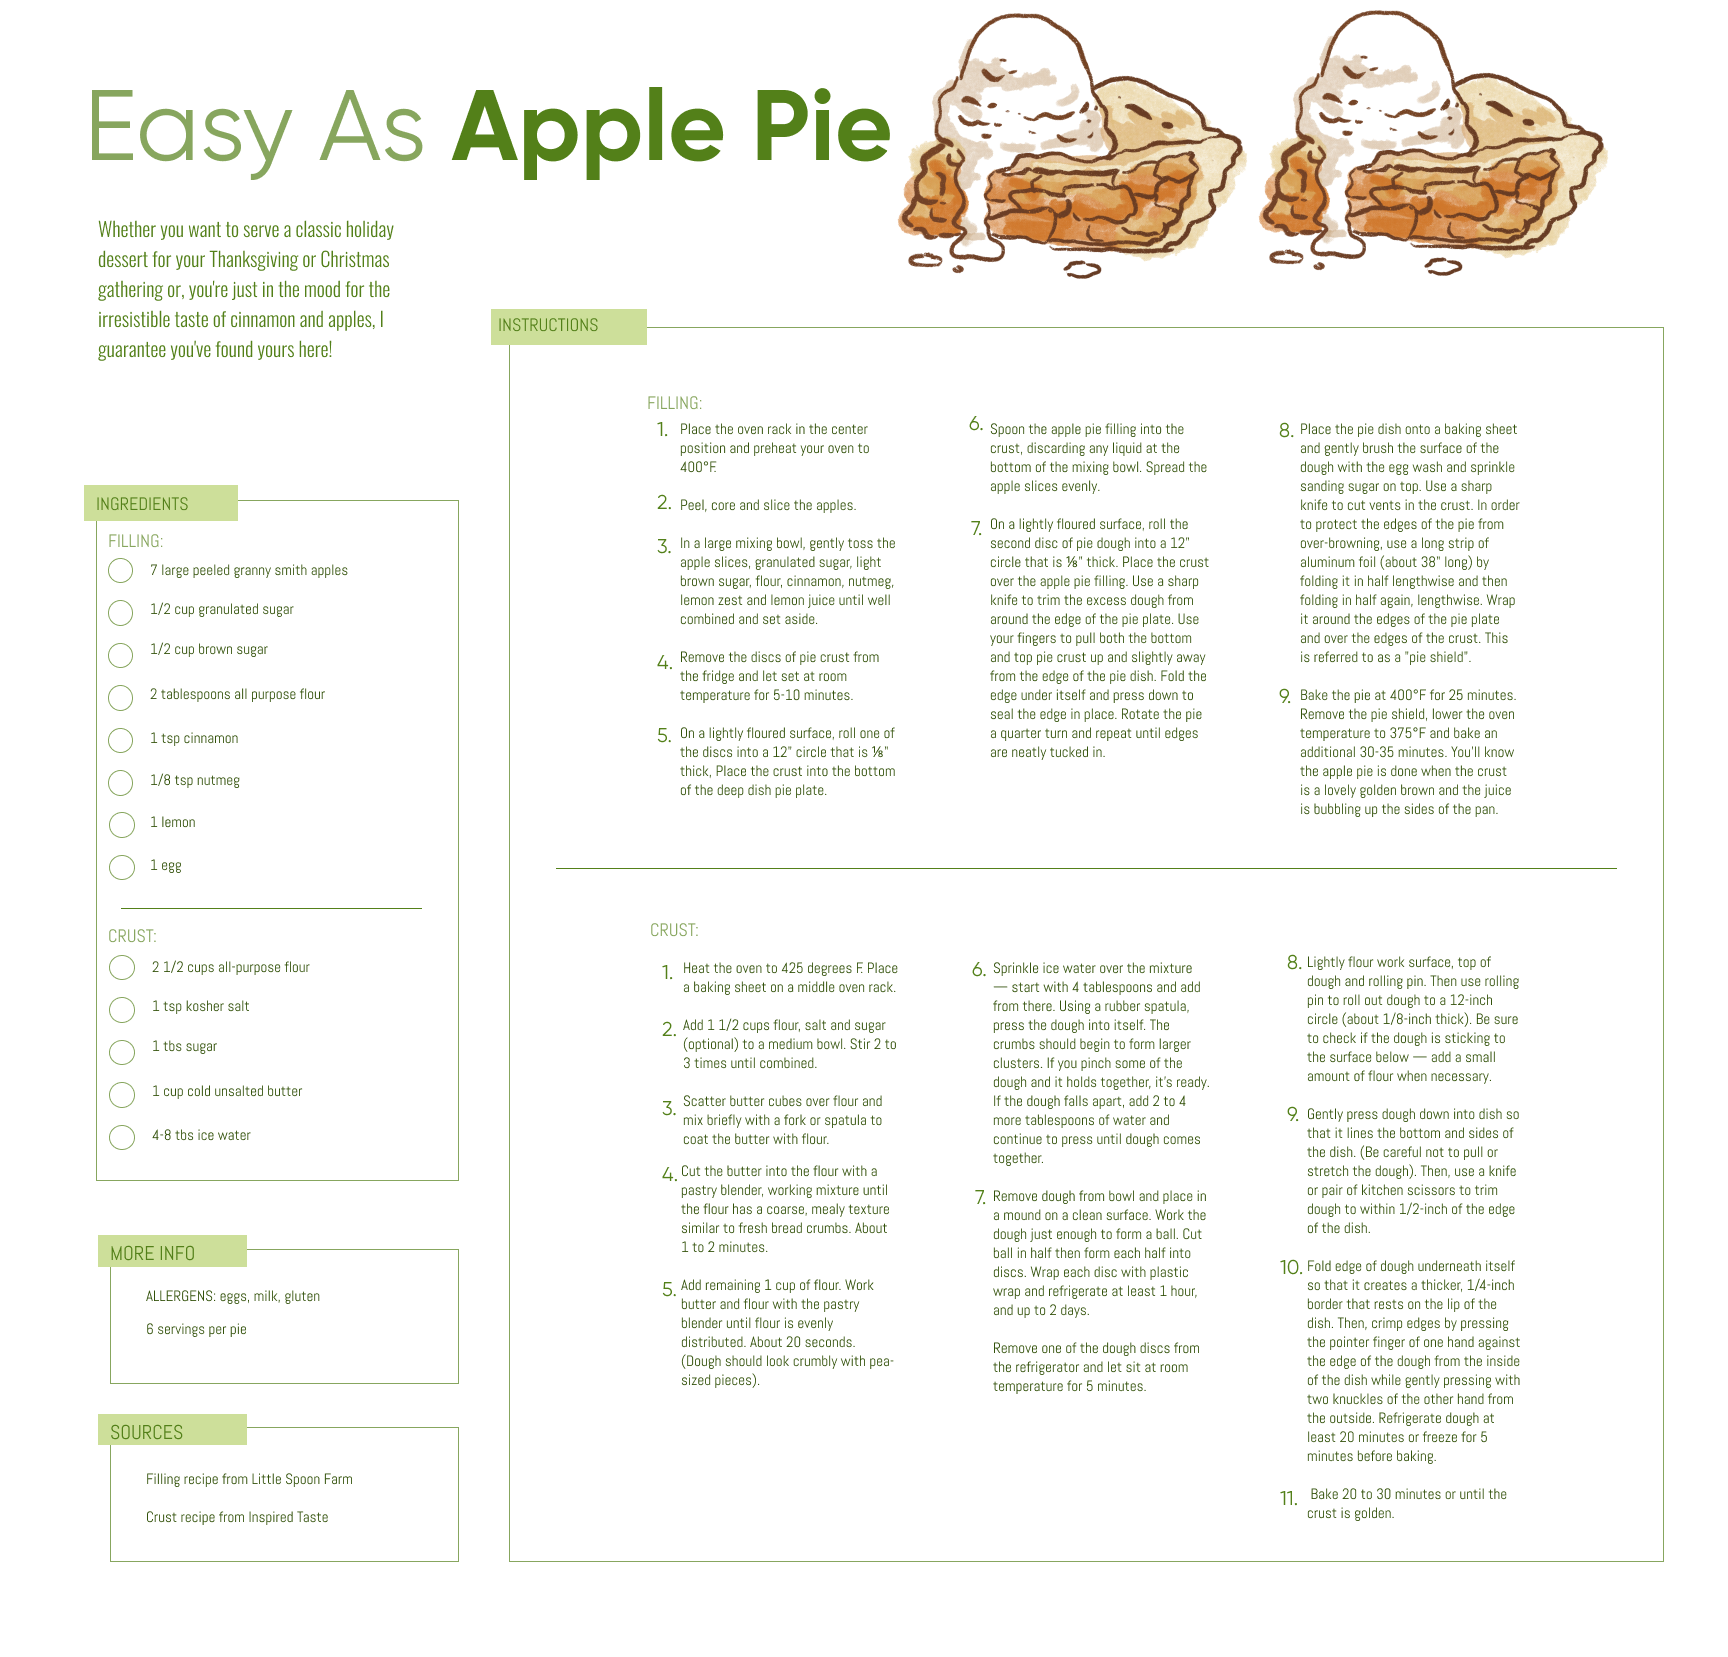 Easy As Apple Pie
Whether you want to serve a classic holiday
dessert for your Thanksgiving or Christmas
gathering or, you're just in the mood for the
irresistible taste of cinnamon and apples, I
guarantee you've found yours here!
INGREDIENTS
FILLING:
7 large peeled granny smith apples
1/2 cup granulated sugar
1/2 cup brown sugar
2 tablespoons all purpose flour
1 tsp cinnamon
1/8 tsp nutmeg
1 lemon
1 egg
CRUST:
2 1/2 cups all-purpose flour
1 tsp kosher salt
1 tbs sugar
1 cup cold unsalted butter
4-8 tbs ice water
MORE INFO
ALLERGENS: eggs, milk, gluten
6 servings per pie
SOURCES
Filling recipe from Little Spoon Farm
Crust recipe from Inspired Taste
INSTRUCTIONS
FILLING:
1. Place the oven rack in the center
position and preheat your oven to
400°F.
2. Peel, core and slice the apples.
3. In a large mixing bowl, gently toss the
apple slices, granulated sugar, light
brown sugar, flour, cinnamon, nutmeg,
lemon zest and lemon juice until well
combined and set aside.
4. Remove the discs of pie crust from
the fridge and let set at room
temperature for 5-10 minutes.
5. On a lightly floured surface, roll one of
the discs into a 12" circle that is ⅛"
thick, Place the crust into the bottom
of the deep dish pie plate.
6. Spoon the apple pie filling into the
crust, discarding any liquid at the
bottom of the mixing bowl. Spread the
apple slices evenly.
7. On a lightly floured surface, roll the
second disc of pie dough into a 12"
circle that is ⅛" thick. Place the crust
over the apple pie filling. Use a sharp
knife to trim the excess dough from
around the edge of the pie plate. Use
your fingers to pull both the bottom
and top pie crust up and slightly away
from the edge of the pie dish. Fold the
edge under itself and press down to
seal the edge in place. Rotate the pie
a quarter turn and repeat until edges
are neatly tucked in.
8. Place the pie dish onto a baking sheet
and gently brush the surface of the
dough with the egg wash and sprinkle
sanding sugar on top. Use a sharp
knife to cut vents in the crust. In order
to protect the edges of the pie from
over-browning, use a long strip of
aluminum foil (about 38" long) by
folding it in half lengthwise and then
folding in half again, lengthwise. Wrap
it around the edges of the pie plate
and over the edges of the crust. This
is referred to as a "pie shield".
9. Bake the pie at 400°F for 25 minutes.
Remove the pie shield, lower the oven
temperature to 375°F and bake an
additional 30-35 minutes. You'll know
the apple pie is done when the crust
is a lovely golden brown and the juice
is bubbling up the sides of the pan.
CRUST:
1. Heat the oven to 425 degrees F. Place
a baking sheet on a middle oven rack.
2. Add 1 1/2 cups flour, salt and sugar
(optional) to a medium bowl. Stir 2 to
3 times until combined.
3. Scatter butter cubes over flour and
mix briefly with a fork or spatula to
coat the butter with flour.
4. Cut the butter into the flour with a
pastry blender, working mixture until
the flour has a coarse, mealy texture
similar to fresh bread crumbs. About
1 to 2 minutes.
5. Add remaining 1 cup of flour. Work
butter and flour with the pastry
blender until flour is evenly
distributed. About 20 seconds.
(Dough should look crumbly with pea-
sized pieces).
6. Sprinkle ice water over the mixture
— start with 4 tablespoons and add
from there. Using a rubber spatula,
press the dough into itself. The
crumbs should begin to form larger
clusters. If you pinch some of the
dough and it holds together, it's ready.
If the dough falls apart, add 2 to 4
more tablespoons of water and
continue to press until dough comes
together.
7. Remove dough from bowl and place in
a mound on a clean surface. Work the
dough just enough to form a ball. Cut
ball in half then form each half into
discs. Wrap each disc with plastic
wrap and refrigerate at least 1 hour,
and up to 2 days.
Remove one of the dough discs from
the refrigerator and let sit at room
temperature for 5 minutes.
8. Lightly flour work surface, top of
dough and rolling pin. Then use rolling
pin to roll out dough to a 12-inch
circle (about 1/8-inch thick). Be sure
to check if the dough is sticking to
the surface below — add a small
amount of flour when necessary.
9. Gently press dough down into dish so
that it lines the bottom and sides of
the dish. (Be careful not to pull or
stretch the dough). Then, use a knife
or pair of kitchen scissors to trim
dough to within 1/2-inch of the edge
of the dish.
10. Fold edge of dough underneath itself
so that it creates a thicker, 1/4-inch
border that rests on the lip of the
dish. Then, crimp edges by pressing
the pointer finger of one hand against
the edge of the dough from the inside
of the dish while gently pressing with
two knuckles of the other hand from
the outside. Refrigerate dough at
least 20 minutes or freeze for 5
minutes before baking.
11. Bake 20 to 30 minutes or until the
crust is golden.